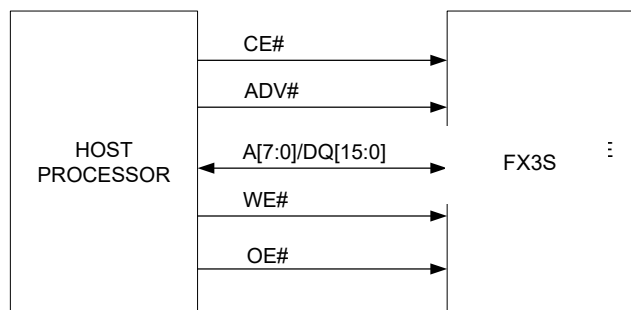 CE#
ADV#
HOST
PROCESSOR
A[7:0]/DQ[15:0]
FX3S
WE#
OE#